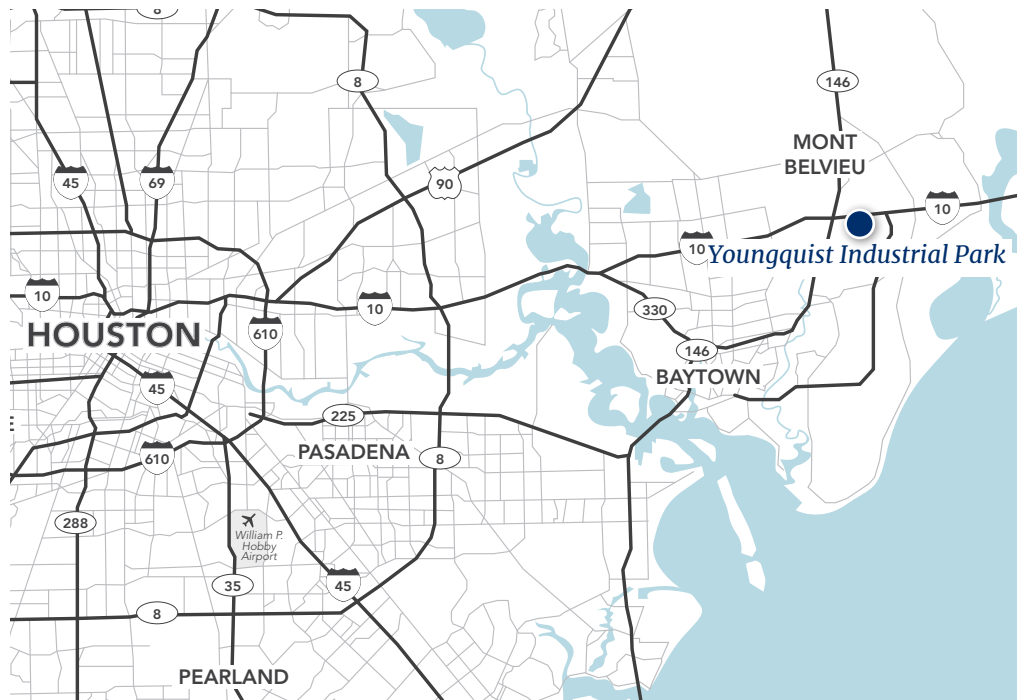 8
8
146
MONT
BELVIEU
45
69
90
10
10
Youngquist Industrial Park
10
10
330
HOUSTON
610
146
BAYTOWN
45
225
E
PASADENA
610
8
288
William P.
Hobby
Airport
35
45
8
PEARLAND